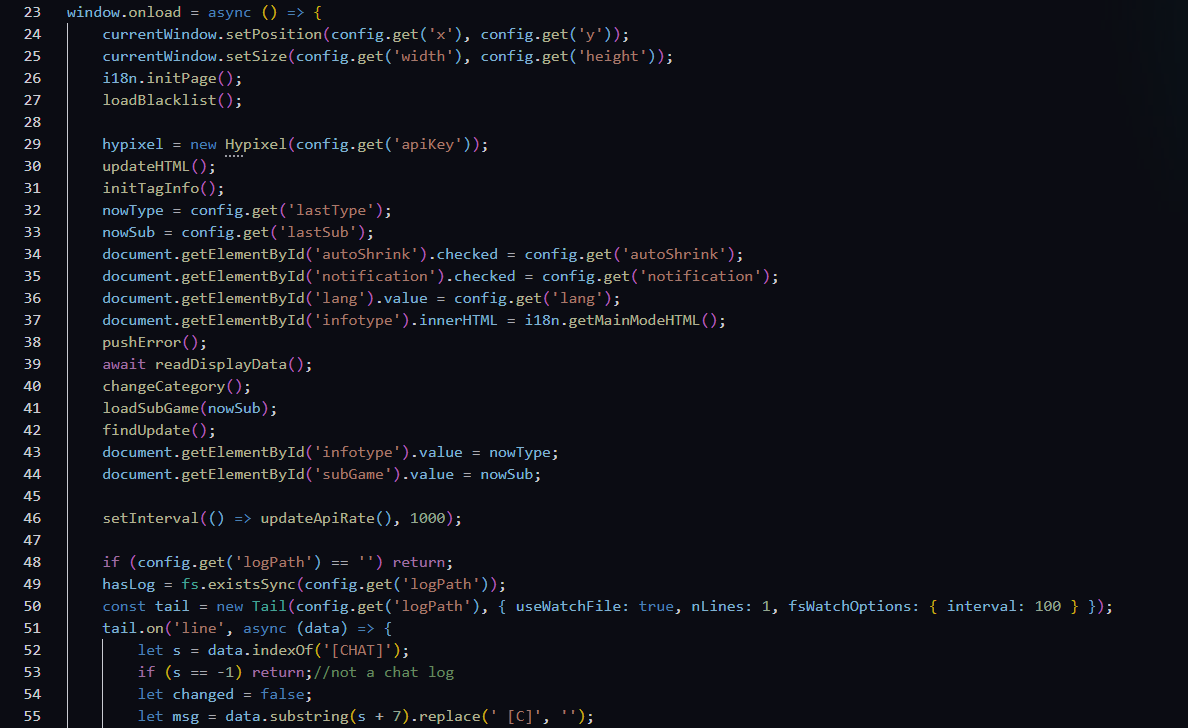 23 window.onload = async () => {
24 currentWindow.setPosition(config.get('x'), config.get('y'));
25 currentWindow.setSize(config.get('width'), config.get('height'));
26 i18n.initPage();
27 loadBlacklist();
28
29 hypixel = new Hypixel(config.get('apiKey'));
30 updateHTML();
31 initTagInfo();
32 nowType = config.get('lastType');
33 nowSub = config.get('lastSub');
34 document.getElementById('autoShrink').checked = config.get('autoShrink');
35 document.getElementById('notification').checked = config.get('notification');
36 document.getElementById('lang').value = config.get('lang');
37 document.getElementById('infotype').innerHTML = i18n.getMainModeHTML();
38 pushError();
39 await readDisplayData();
40 changeCategory();
41 loadSubGame(nowSub);
42 findUpdate();
43 document.getElementById('infotype').value = nowType;
44 document.getElementById('subGame').value = nowSub;
45
46 setInterval(() => updateApiRate(), 1000);
47
48 if (config.get('logPath') == '') return;
49 hasLog = fs.existsSync(config.get('logPath'));
50 const tail = new Tail(config.get('logPath'), { useWatchFile: true, nLines: 1, fsWatchOptions: { interval: 100 } });
51 tail.on('line', async (data) => {
52 let s = data.indexOf('[CHAT]');
53 if (s == -1) return;//not a chat log
54 let changed = false;
55 let msg = data.substring(s + 7).replace(' [C]', '');